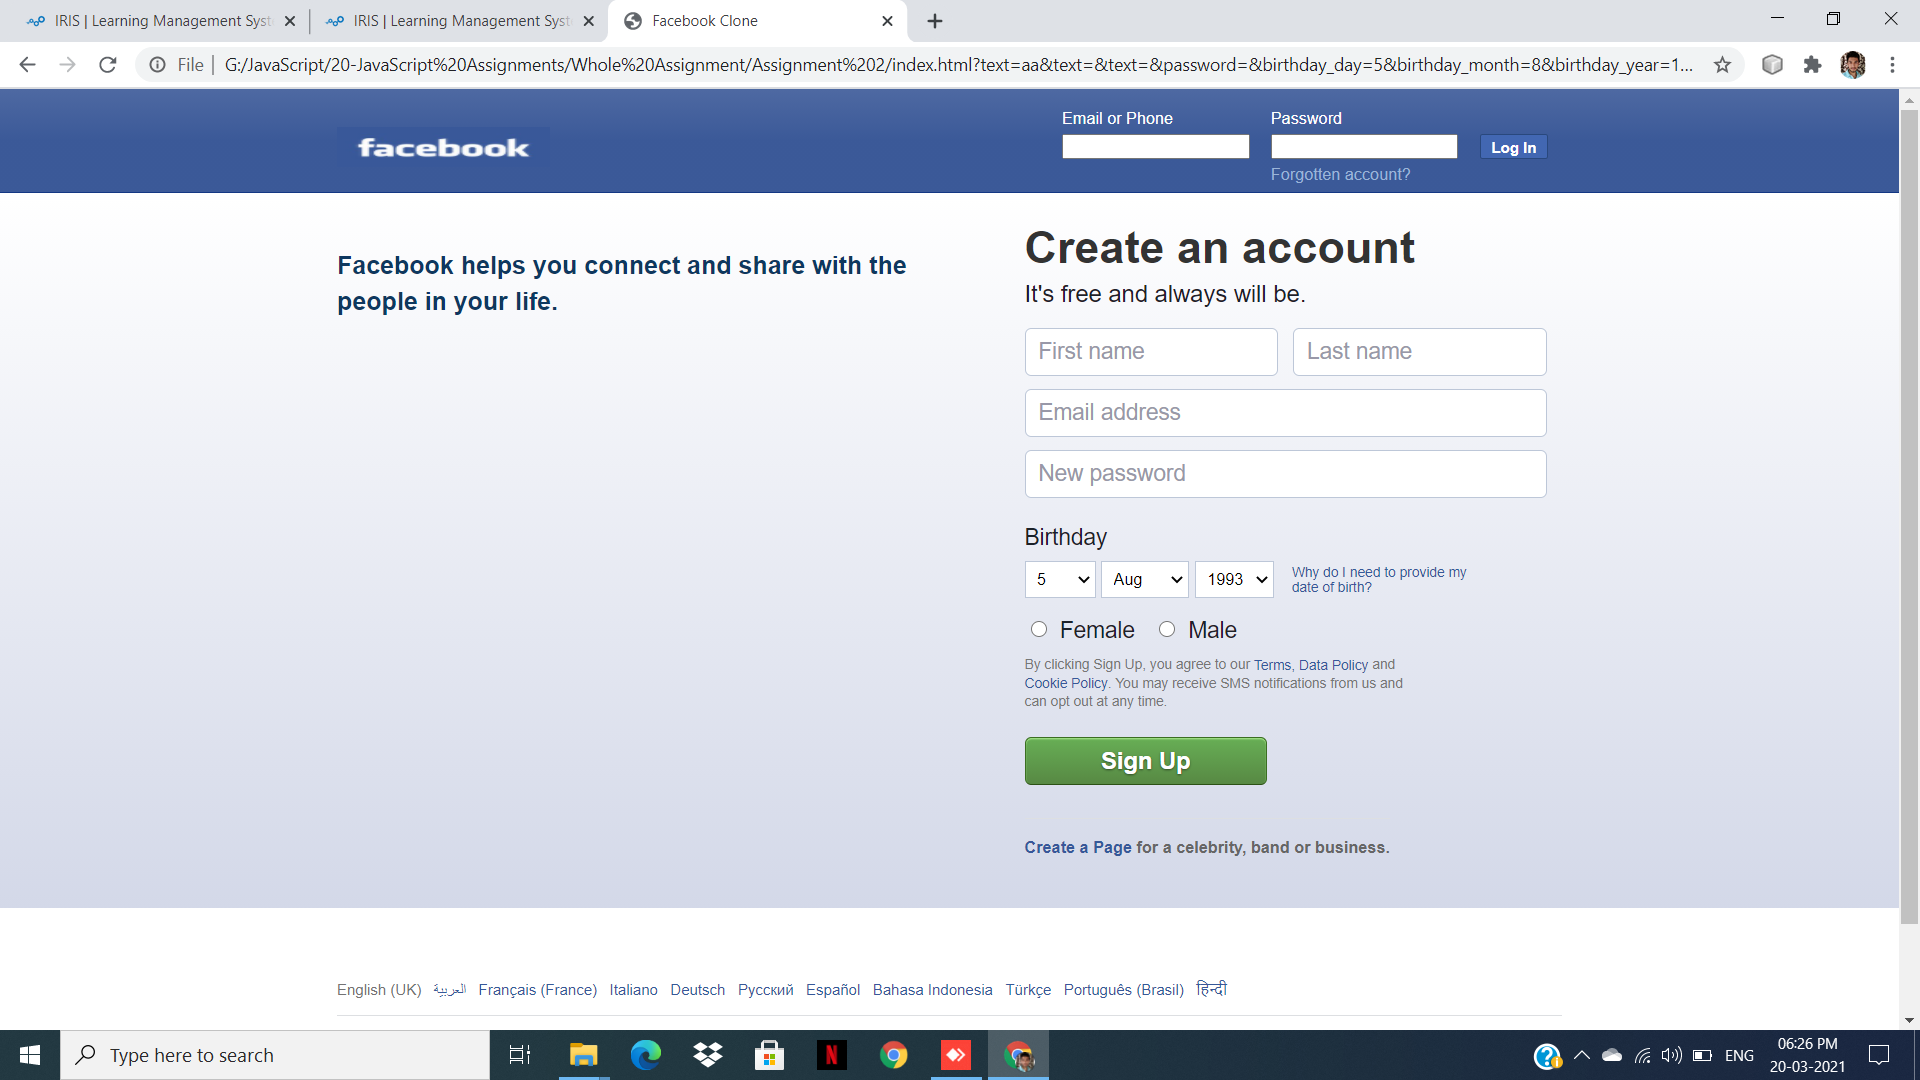 IRIS | Learning Management Syst
IRIS | Learning Management Syst
Facebook Clone
File
G:/JavaScript/20-JavaScript%20Assignments/Whole%20Assignment/Assignment%202/index.html?text=aa&text=&text=&password=&birthday_day=5&birthday_month=8&birthday_year=1...
facebook
Email or Phone
Password
Log In
Forgotten account?
Facebook helps you connect and share with the
people in your life.
Create an account
It's free and always will be.
First name
Last name
Email address
New password
Birthday
5
Aug
1993
Why do I need to provide my
date of birth?
Female
Male
By clicking Sign Up, you agree to our Terms, Data Policy and
Cookie Policy. You may receive SMS notifications from us and
can opt out at any time.
Sign Up
Create a Page for a celebrity, band or business.
English (UK) العربية Français (France) Italiano Deutsch Русский Español Bahasa Indonesia Türkçe Português (Brasil) हिन्दी
Type here to search
N
ENG
06:26 PM
20-03-2021